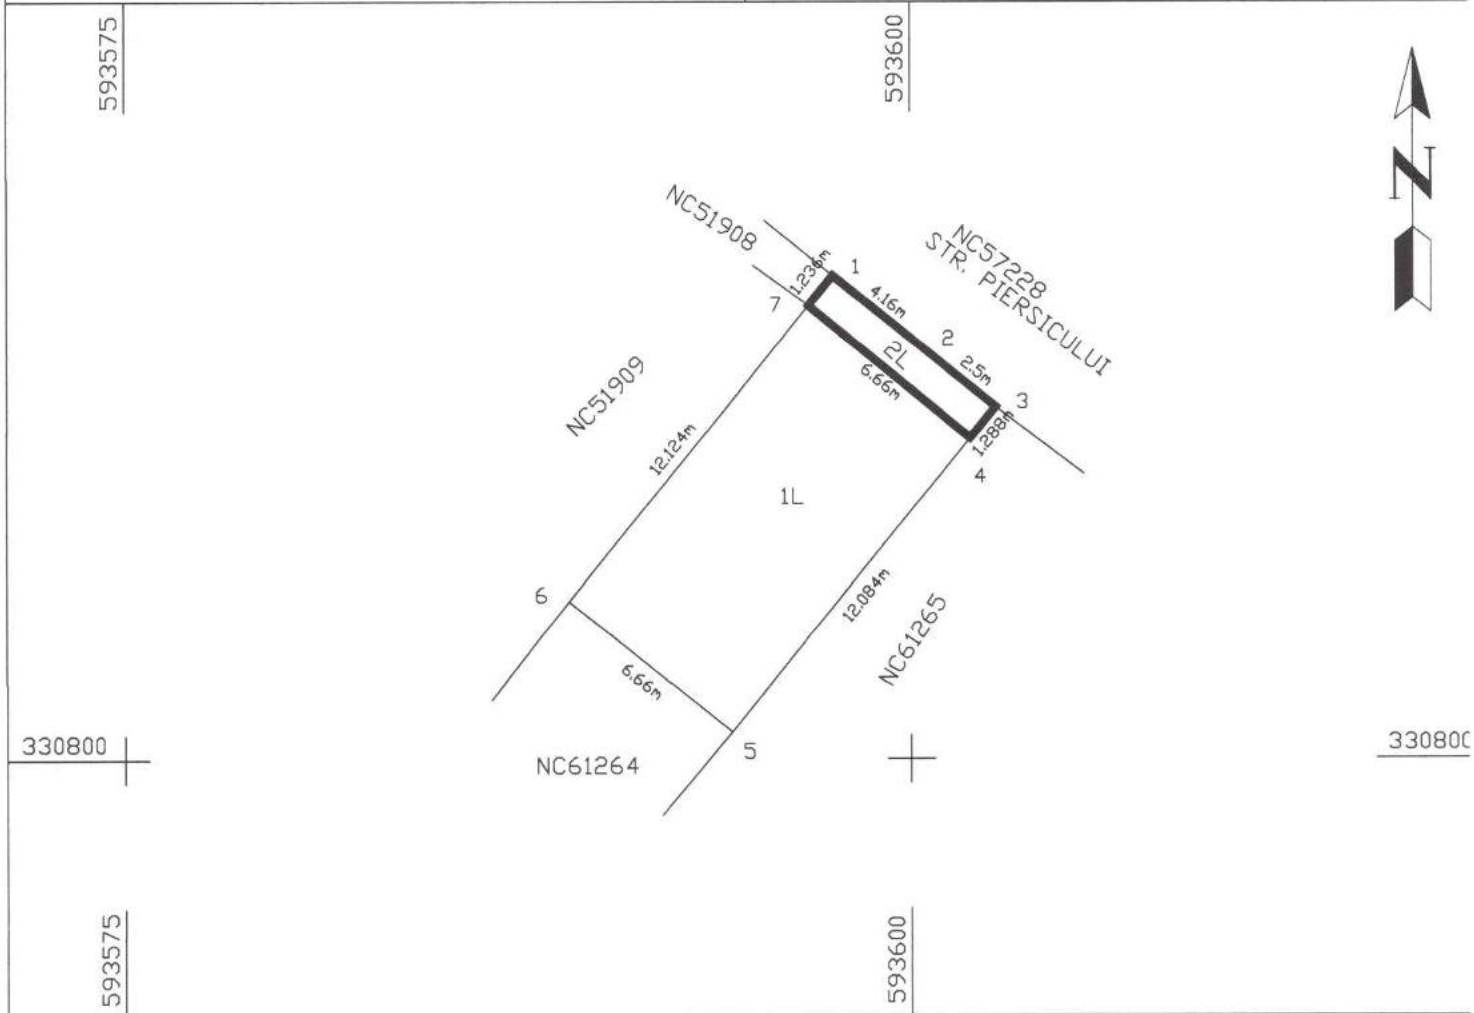 593575
593600
N
NC51908
NC57228
STR. PIERSICULUI
1.236m
1
7
4.16m
2
2L
2.5m
6.66m
3
1.288m
4
NC51909
12.124m
1L
6
12.084m
NC61265
6.66m
5
330800
330800
NC61264
593575
593600